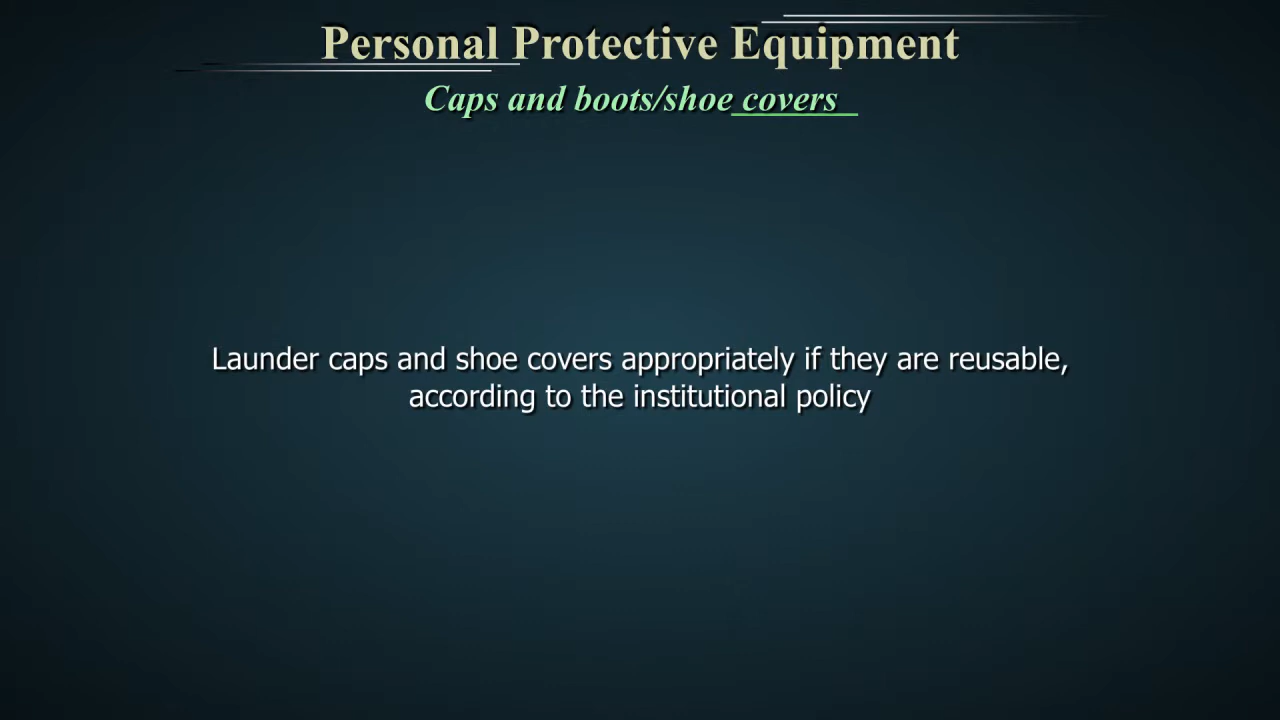 Personal Protective Equipment
Caps and boots/shoe covers
Launder caps and shoe covers appropriately if they are reusable,
according to the institutional policy